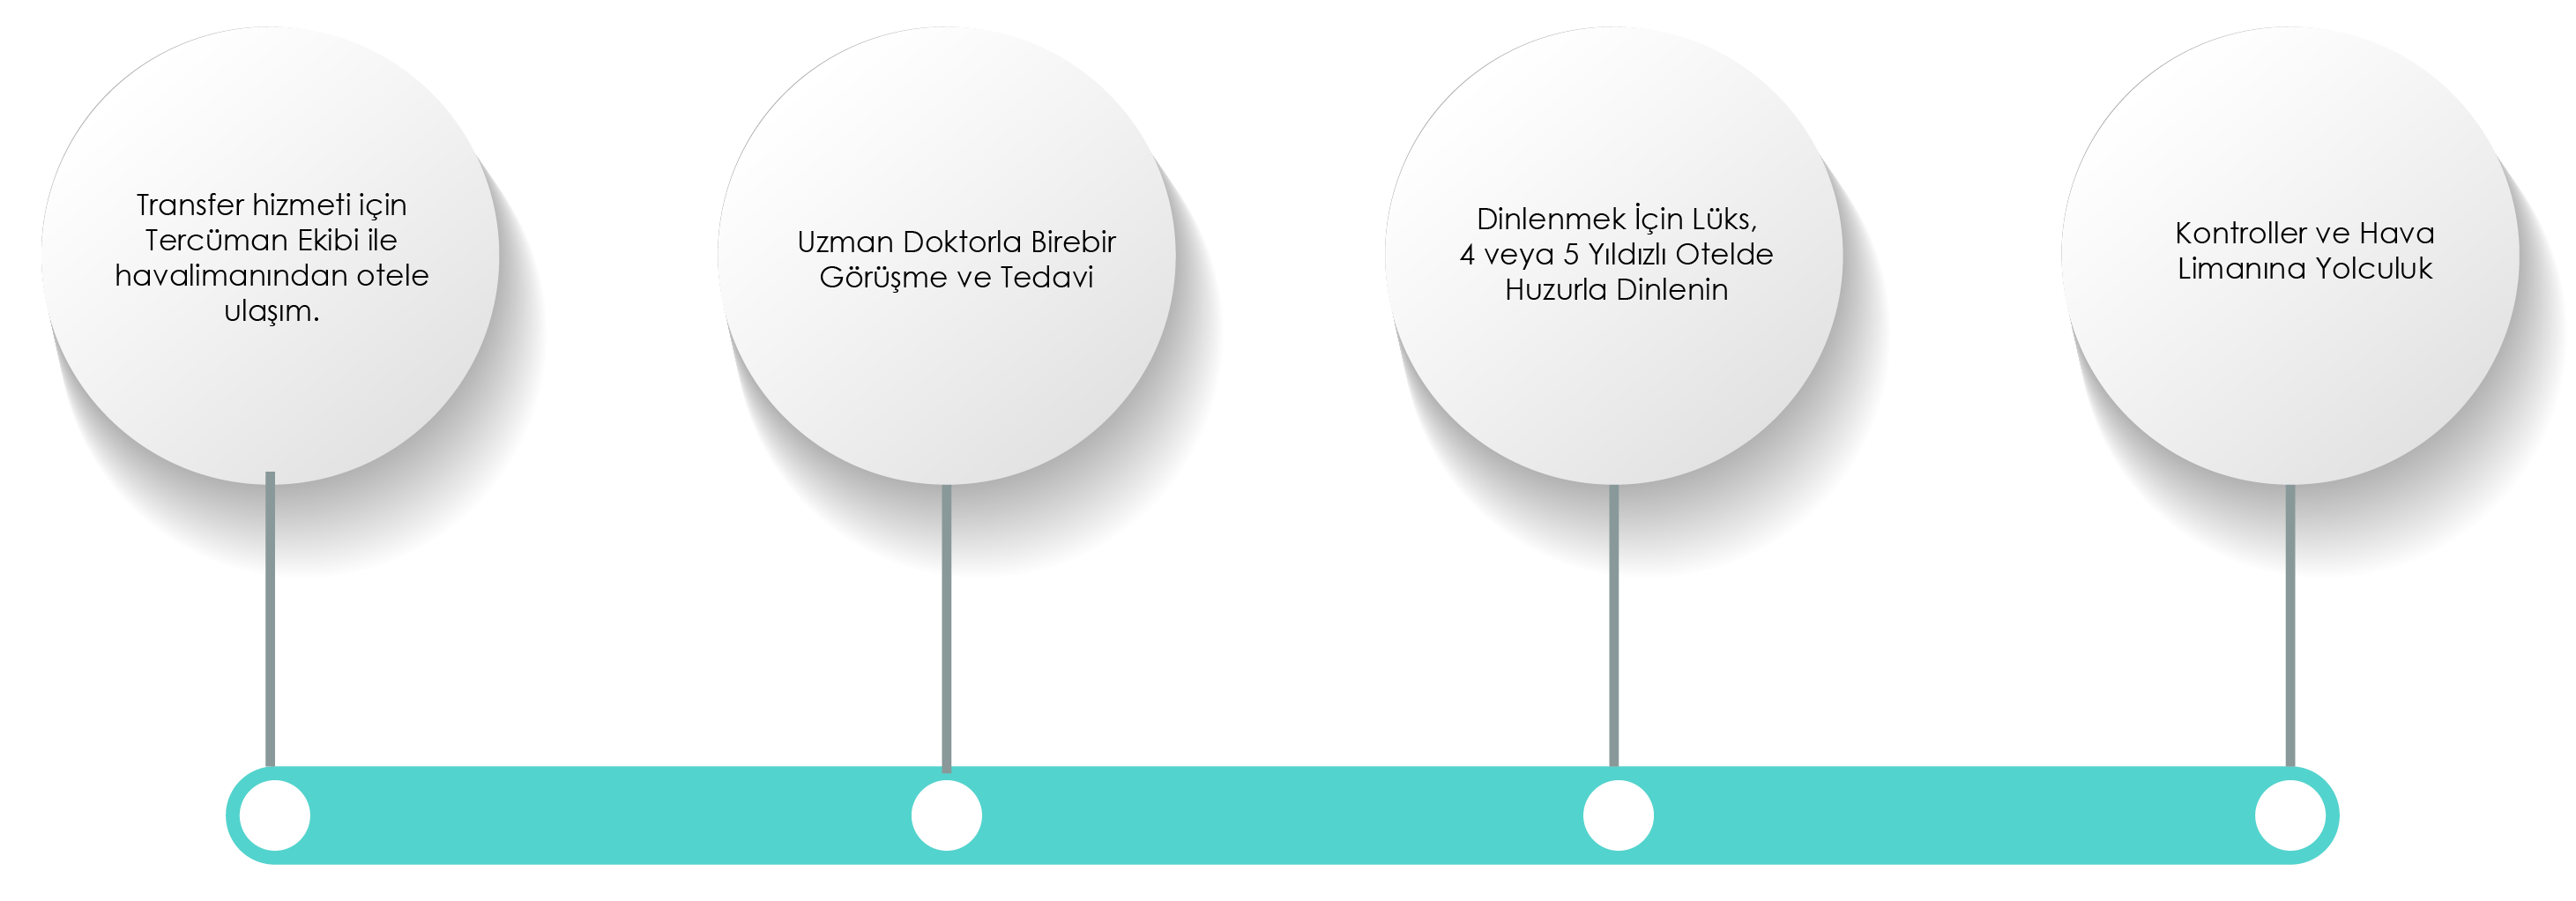 Transfer hizmeti için
Tercüman Ekibi ile
havalimanından otele
ulaşım.
Uzman Doktorla Birebir
Görüşme ve Tedavi
Dinlenmek İçin Lüks,
4 veya 5 Yıldızlı Otelde
Huzurla Dinlenin
Kontroller ve Hava
Limanına Yolculuk